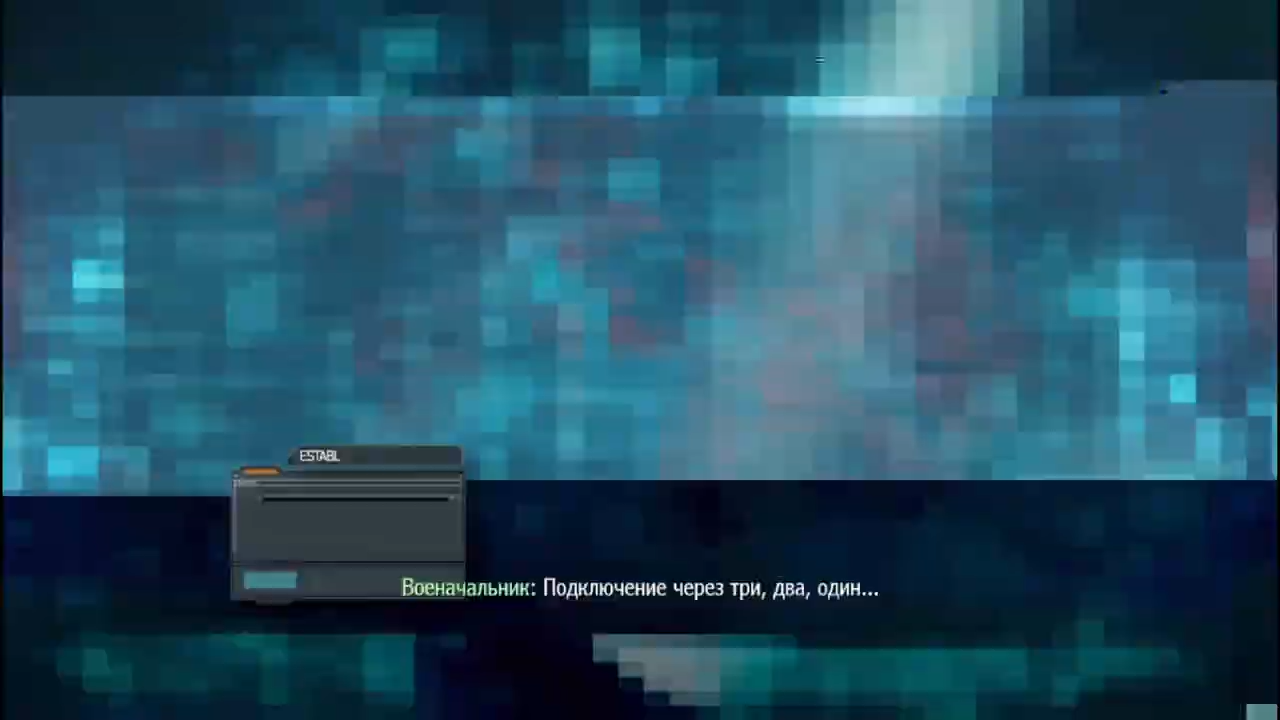 ESTABL
Военачальник: Подключение через три, два, один...